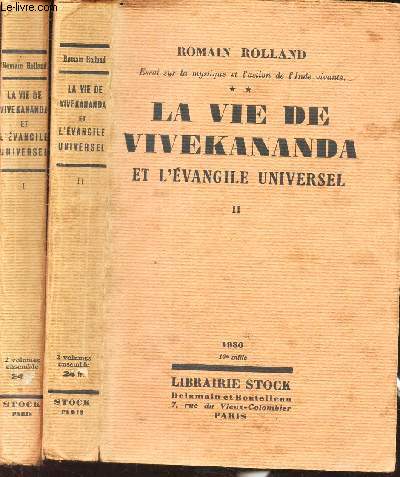 Romain Rolland
LA VIE DE
VIVEKANANDA
ET
L'ÉVANGILE
UNIVERSEL
I
2 volumes
ensemble
24
STOCK
PARIS
Romain Rolland
LA VIE DE
VIVEKANANDA
ET
L'ÉVANGILE
UNIVERSEL
II
2 volumes
ensemble
24 fr.
STOCK
PARIS
ROMAIN ROLLAND
Essai sur la mystique et l'action de l'Inde vivante.
★ ★
LA VIE DE
VIVEKANANDA
ET L'ÉVANGILE UNIVERSEL
II
1930
LIBRAIRIE STOCK
Delamain et Boutelleau
7, rue du Vieux-Colombier
PARIS